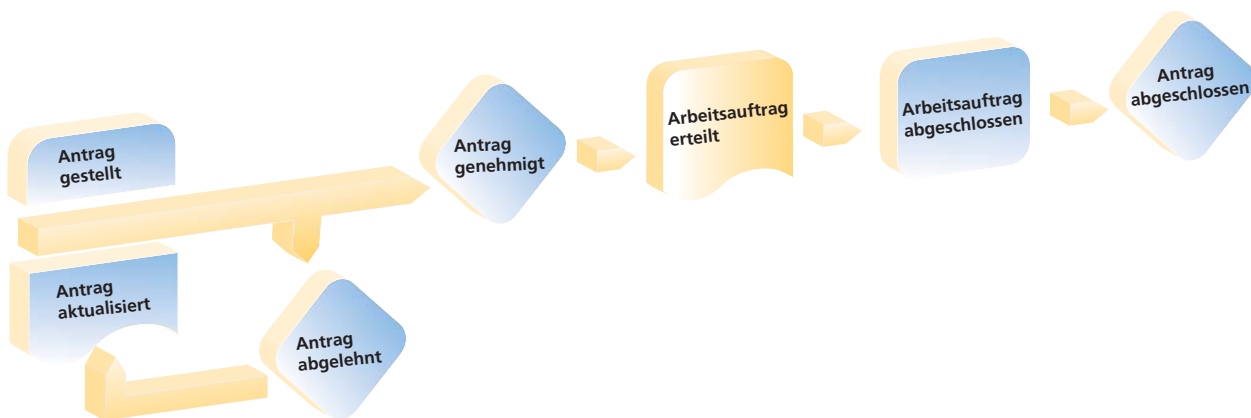 Antrag
gestellt
Antrag
aktualisiert
Antrag
abgelehnt
Antrag
genehmigt
Arbeitsauftrag
erteilt
Arbeitsauftrag
abgeschlossen
Antrag
abgeschlossen